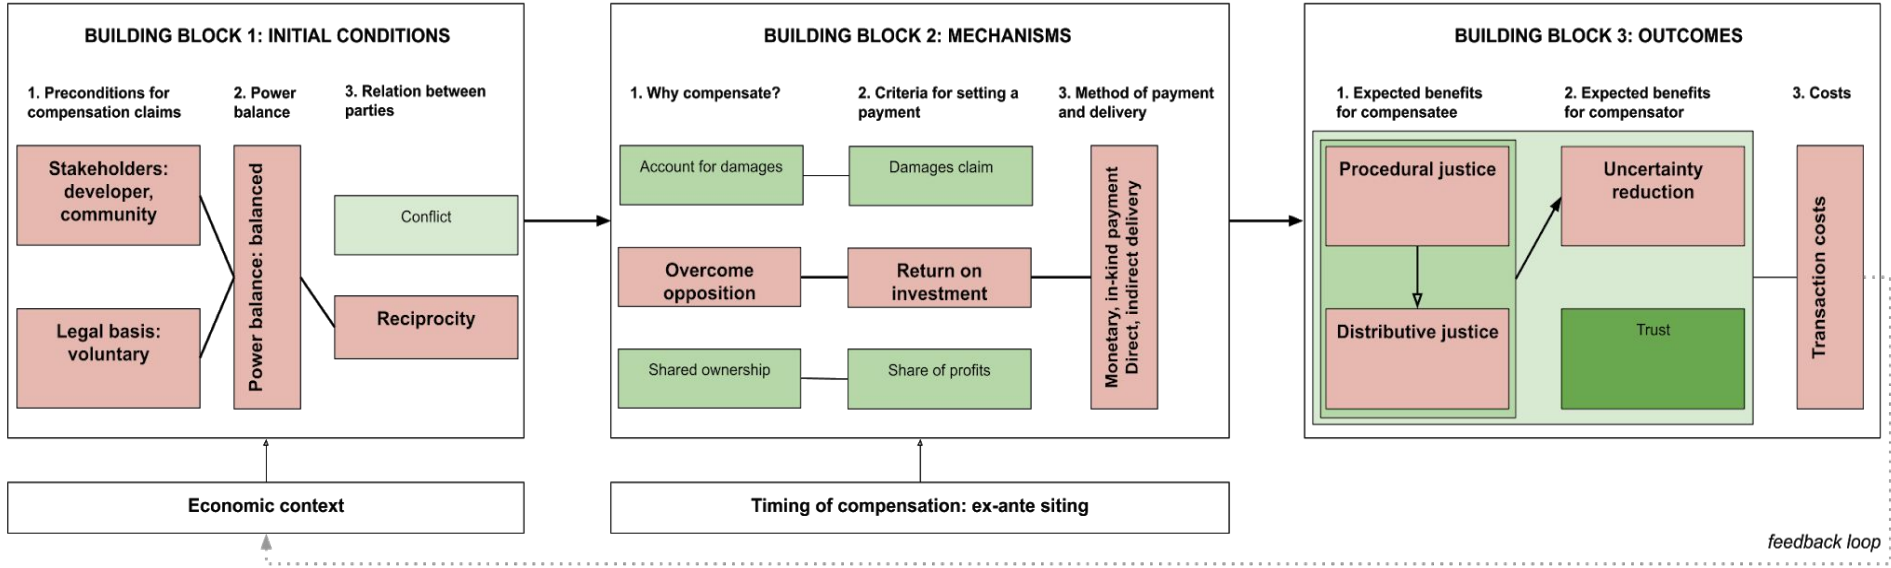 BUILDING BLOCK 1: INITIAL CONDITIONS
1. Preconditions for
compensation claims
2. Power
balance
3. Relation between
parties
Stakeholders:
developer,
community
Legal basis:
voluntary
Power balance: balanced
Conflict
Reciprocity
Economic context
BUILDING BLOCK 2: MECHANISMS
1. Why compensate?
2. Criteria for setting a
payment
3. Method of payment
and delivery
Account for damages
Damages claim
Overcome
opposition
Return on
investment
Shared ownership
Share of profits
Monetary, in-kind payment
Direct, indirect delivery
Timing of compensation: ex-ante siting
BUILDING BLOCK 3: OUTCOMES
1. Expected benefits
for compensatee
2. Expected benefits
for compensator
3. Costs
Procedural justice
Distributive justice
Uncertainty
reduction
Trust
Transaction costs
feedback loop